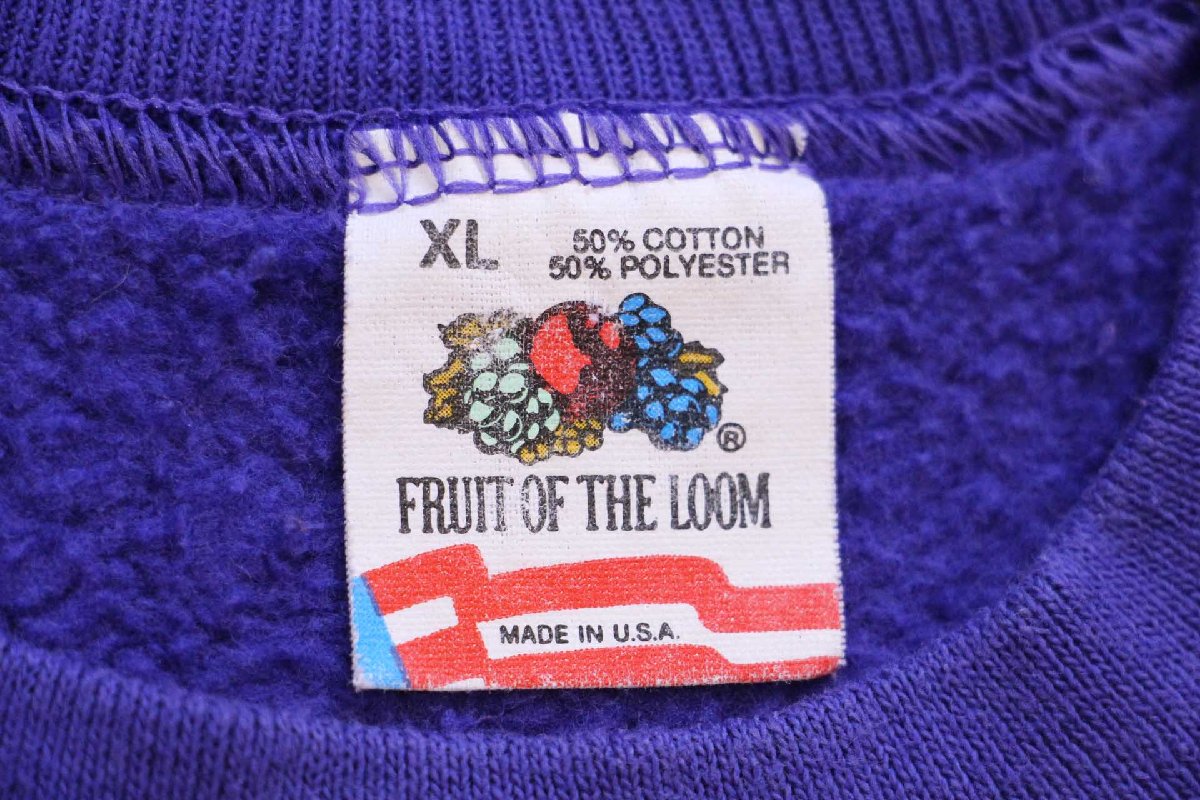 XL
50% COTTON
50% POLYESTER
®
FRUIT OF THE LOOM
MADE IN U.S.A.